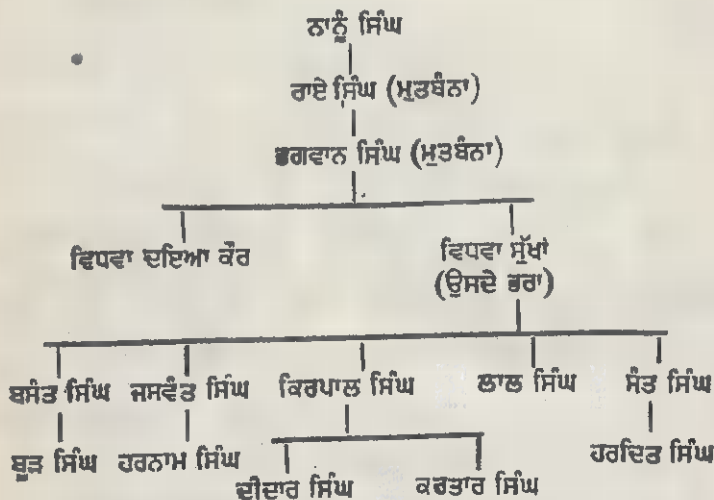 ਨਾਨੂੰ ਸਿੰਘ
ਰਾਏ ਸਿੰਘ (ਮੁਤਬੰਨਾ)
ਭਗਵਾਨ ਸਿੰਘ (ਮੁਤਬੰਨਾ)
ਵਿਧਵਾ ਦਇਆ ਕੌਰ ਵਿਧਵਾ ਸੁੱਖਾਂ
(ਉਸਦੇ ਭਰਾ)
ਬਸੰਤ ਸਿੰਘ ਜਸਵੰਤ ਸਿੰਘ ਕਿਰਪਾਲ ਸਿੰਘ ਲਾਲ ਸਿੰਘ ਸੰਤ ਸਿੰਘ
ਬੂੜ ਸਿੰਘ ਹਰਨਾਮ ਸਿੰਘ ਹਰਦਿਤ ਸਿੰਘ
ਦੀਦਾਰ ਸਿੰਘ ਕਰਤਾਰ ਸਿੰਘ